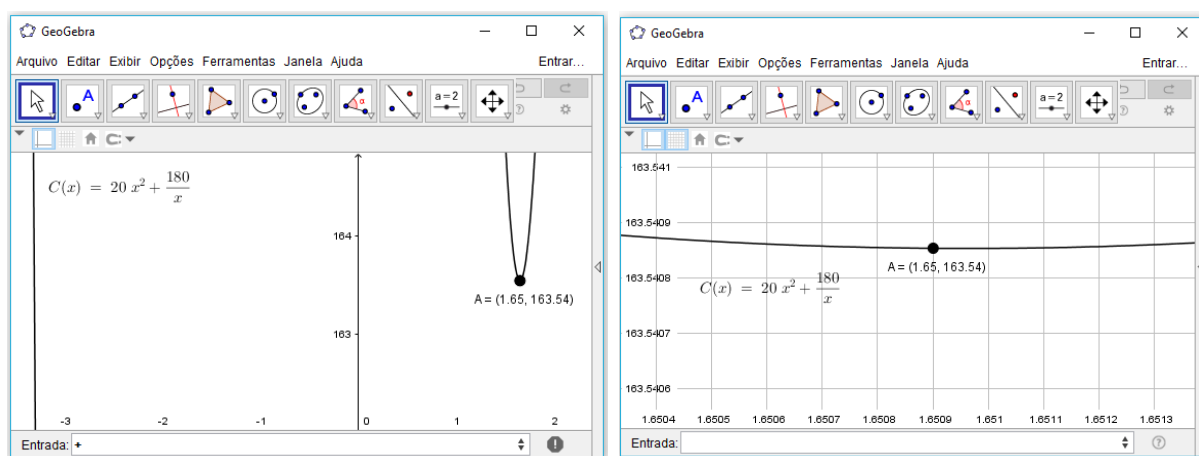 GeoGebra
Arquivo Editar Exibir Opções Ferramentas Janela Ajuda Entrar...
A α a = 2
C(x) = 20 x² + 180/x
164
A = (1.65, 163.54)
163
-3 -2 -1 0 1 2
Entrada: +
GeoGebra
Arquivo Editar Exibir Opções Ferramentas Janela Ajuda Entrar...
A α a = 2
163.541
163.5409
A = (1.65, 163.54)
163.5408
C(x) = 20 x² + 180/x
163.5407
163.5406
1.6504 1.6505 1.6506 1.6507 1.6508 1.6509 1.651 1.6511 1.6512 1.6513
Entrada: